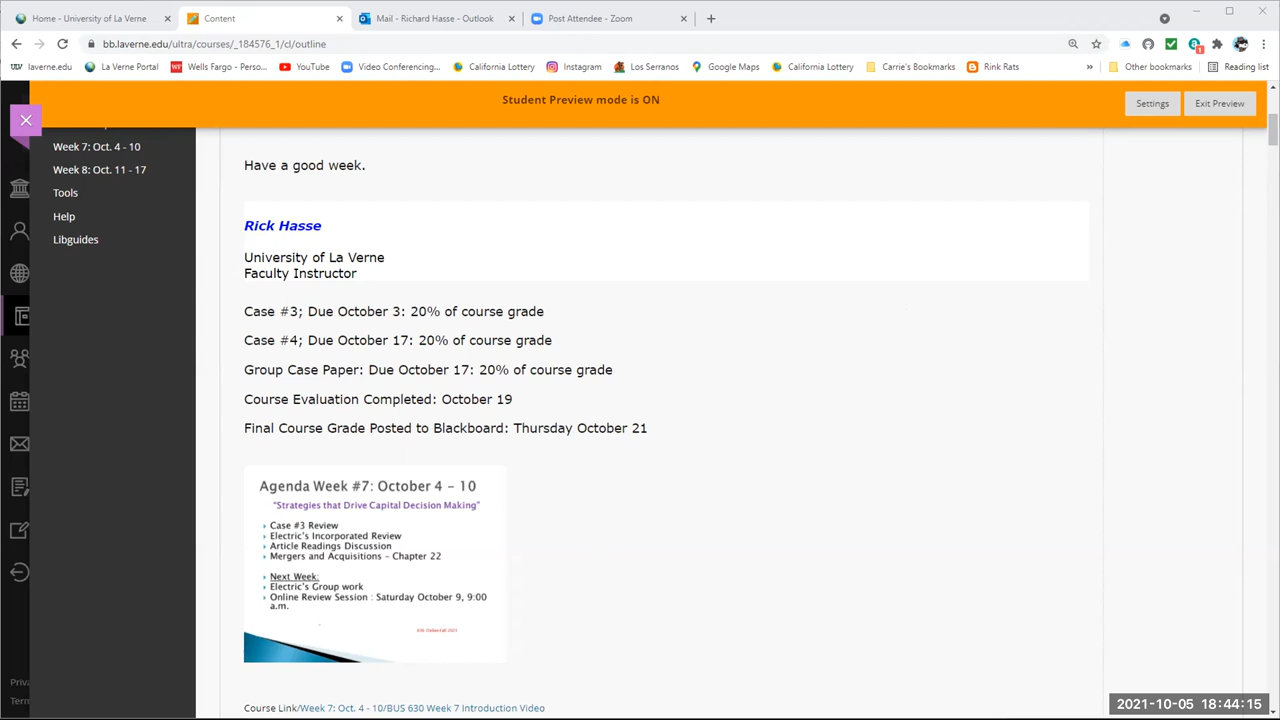 Home - University of La Verne
Content
Mail - Richard Hasse - Outlook
Post Attendee - Zoom
bb.laverne.edu/ultra/courses/_184576_1/cl/outline
laverne.edu
La Verne Portal
Wells Fargo - Perso...
YouTube
Video Conferencing,...
California Lottery
Instagram
Los Serranos
Google Maps
California Lottery
Carrie's Bookmarks
Rink Rats
»
Other bookmarks
Reading list
Student Preview mode is ON
Settings
Exit Preview
Week 7: Oct. 4 - 10
Week 8: Oct. 11 - 17
Tools
Help
Libguides
Priva
Term
Have a good week.
Rick Hasse
University of La Verne
Faculty Instructor
Case #3; Due October 3: 20% of course grade
Case #4; Due October 17: 20% of course grade
Group Case Paper: Due October 17: 20% of course grade
Course Evaluation Completed: October 19
Final Course Grade Posted to Blackboard: Thursday October 21
Agenda Week #7: October 4 - 10
"Strategies that Drive Capital Decision Making"
Case #3 Review
Electric's Incorporated Review
Article Readings Discussion
Mergers and Acquisitions - Chapter 22
Next Week:
Electric's Group work
Online Review Session : Saturday October 9, 9:00
a.m.
Course Link/Week 7: Oct. 4 - 10/BUS 630 Week 7 Introduction Video
2021-10-05 18:44:15